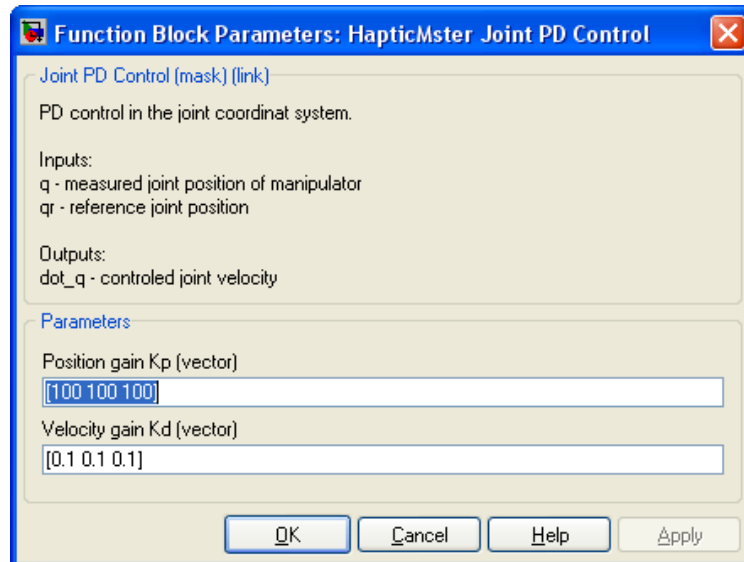 Function Block Parameters: HapticMster Joint PD Control
Joint PD Control (mask) (link)
PD control in the joint coordinat system.
Inputs:
q - measured joint position of manipulator
qr - reference joint position
Outputs:
dot_q - controled joint velocity
Parameters
Position gain Kp (vector)
[100 100 100]
Velocity gain Kd (vector)
[0.1 0.1 0.1]
OK Cancel Help Apply